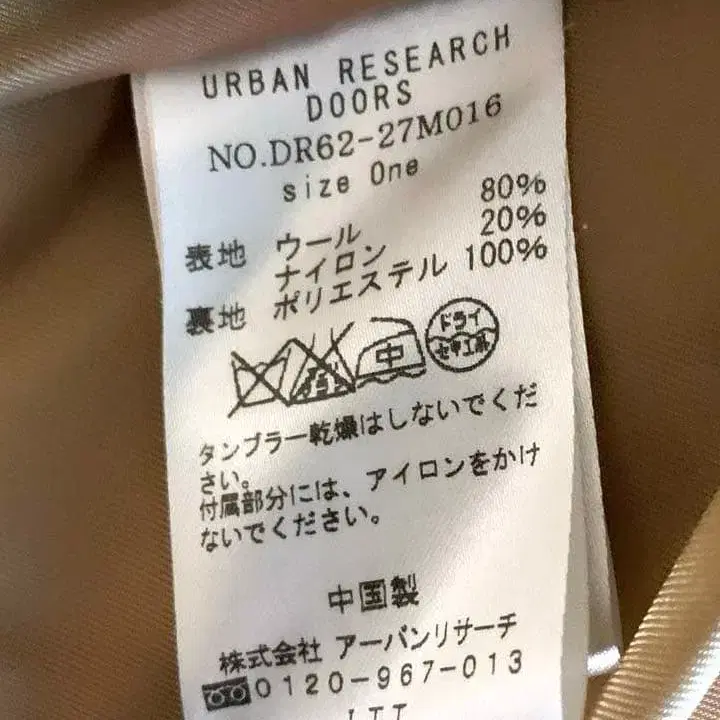 URBAN RESEARCH
DOORS
NO.DR62-27M016
size One
表地 ウール 80%
ナイロン 20%
裏地 ポリエステル 100%
中
ドライ
セキユ系
タンブラー乾燥はしないでくだ
さい。
付属部分には、アイロンをかけ
ないでください。
中国製
株式会社 アーバンリサーチ
0120-967-013